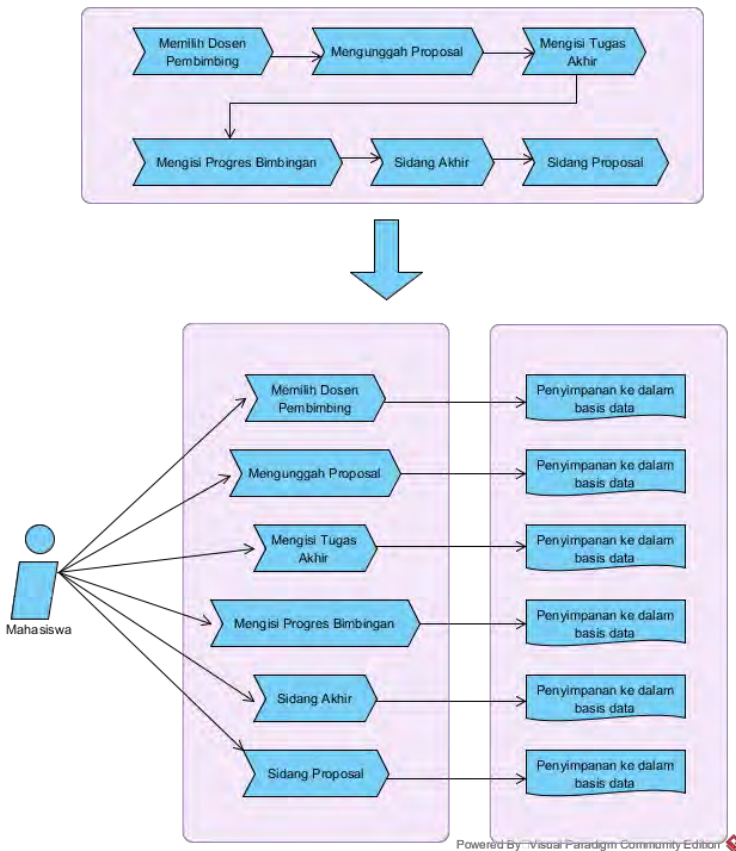 Memilih Dosen
Pembimbing
Mengunggah Proposal
Mengisi Tugas
Akhir
Mengisi Progres Bimbingan
Sidang Akhir
Sidang Proposal
Memilih Dosen
Pembimbing
Penyimpanan ke dalam
basis data
Mengunggah Proposal
Penyimpanan ke dalam
basis data
Mengisi Tugas
Akhir
Penyimpanan ke dalam
basis data
Mahasiswa
Mengisi Progres Bimbingan
Penyimpanan ke dalam
basis data
Sidang Akhir
Penyimpanan ke dalam
basis data
Sidang Proposal
Penyimpanan ke dalam
basis data
Powered By Visual Paradigm Community Edition